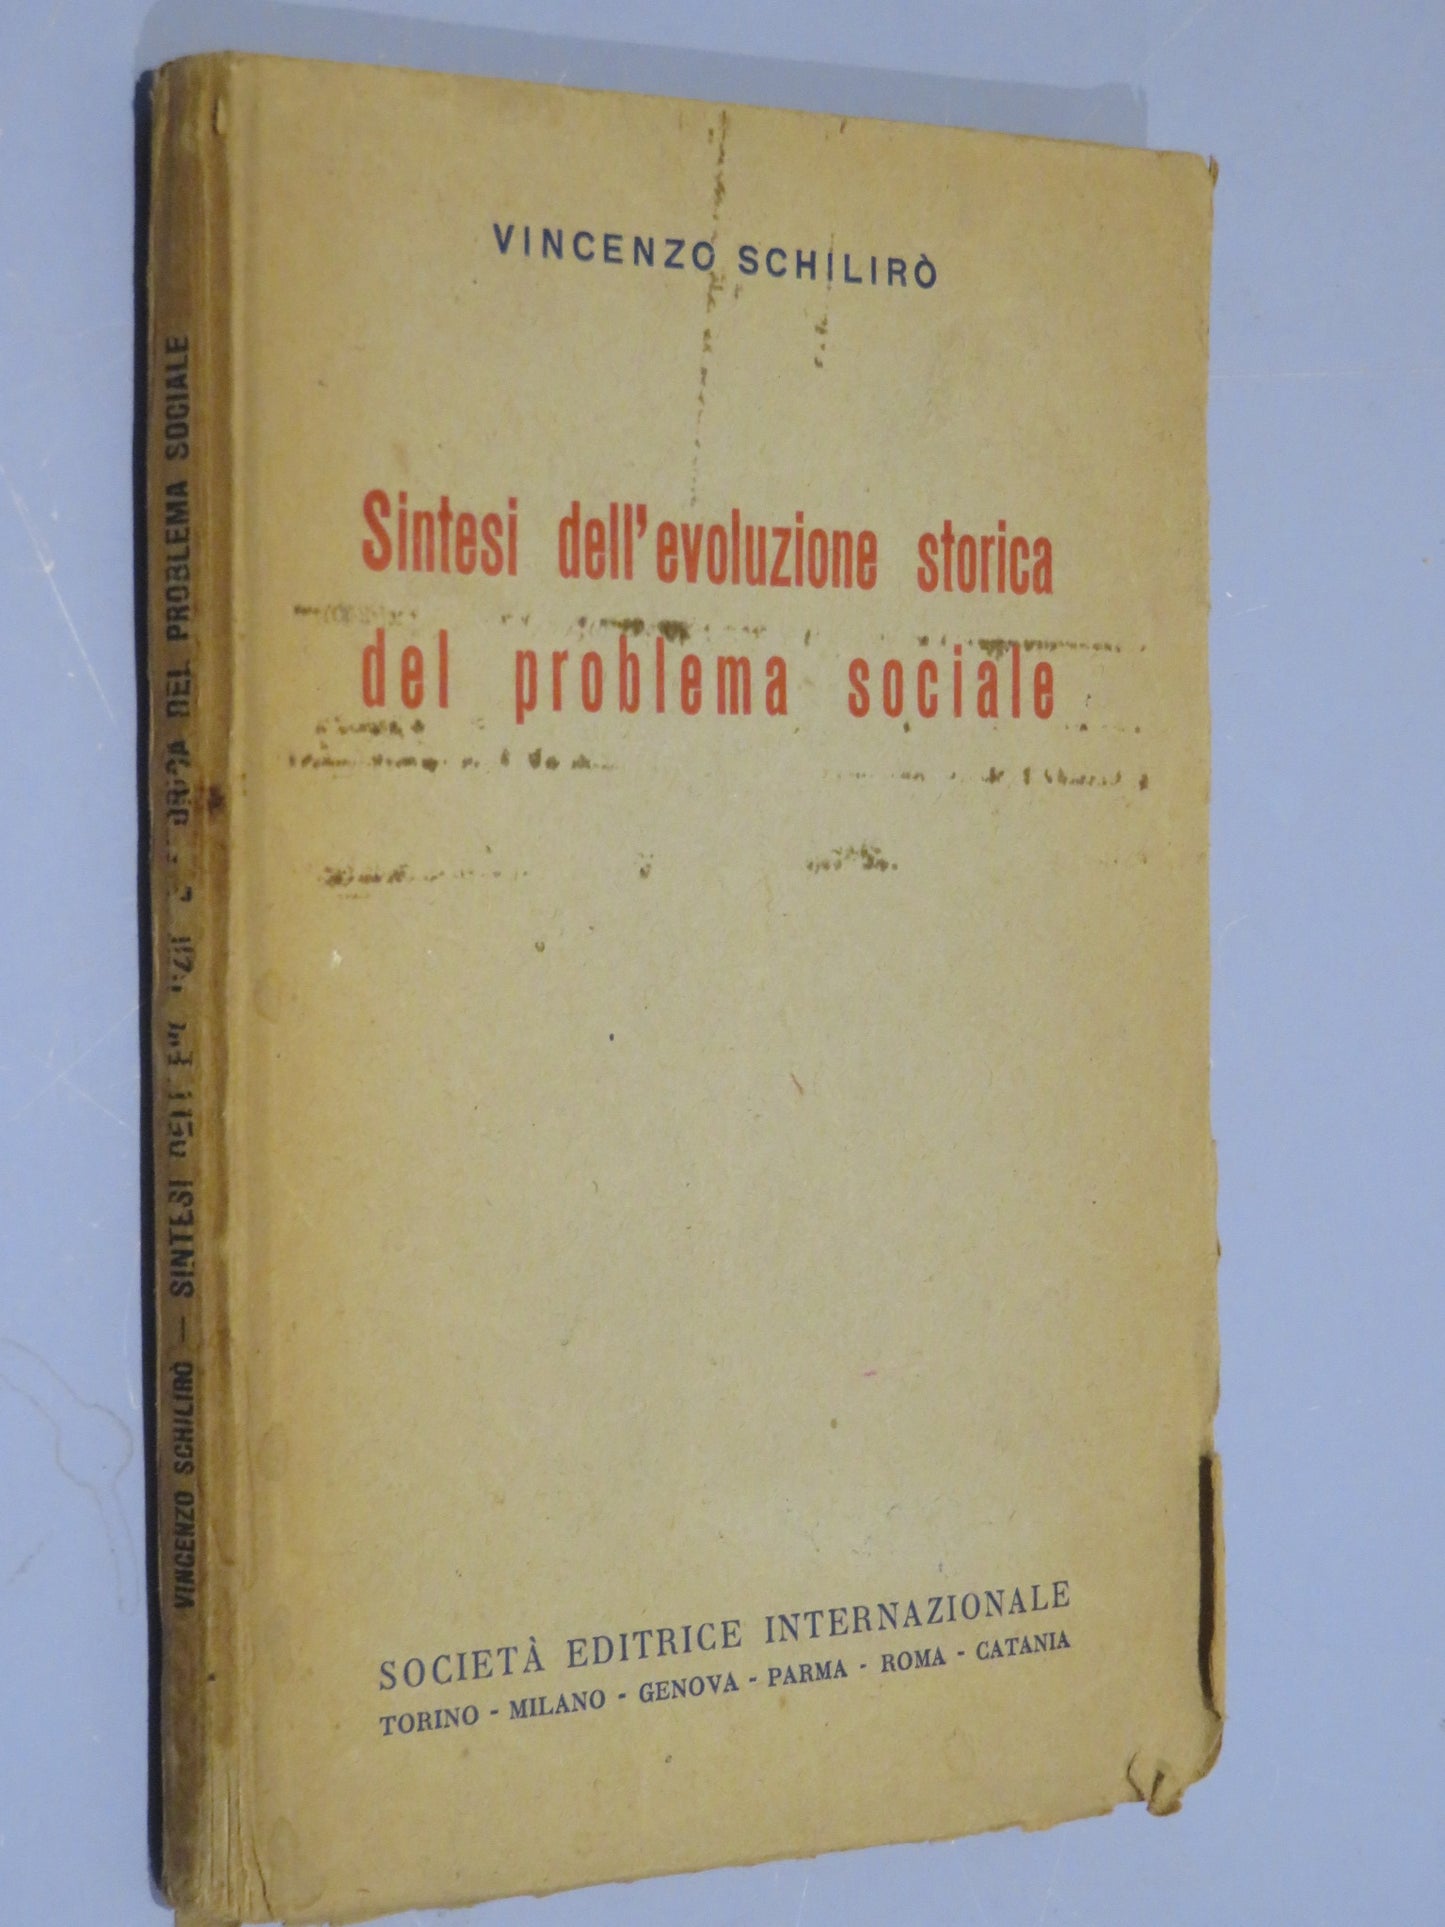 VINCENZO SCHILIRÒ
Sintesi dell'evoluzione storica
del problema sociale
SOCIETÀ EDITRICE INTERNAZIONALE
TORINO - MILANO - GENOVA - PARMA - ROMA - CATANIA
VINCENZO SCHILIRÒ — SINTESI DELL'EVOLUZIONE STORICA DEL PROBLEMA SOCIALE